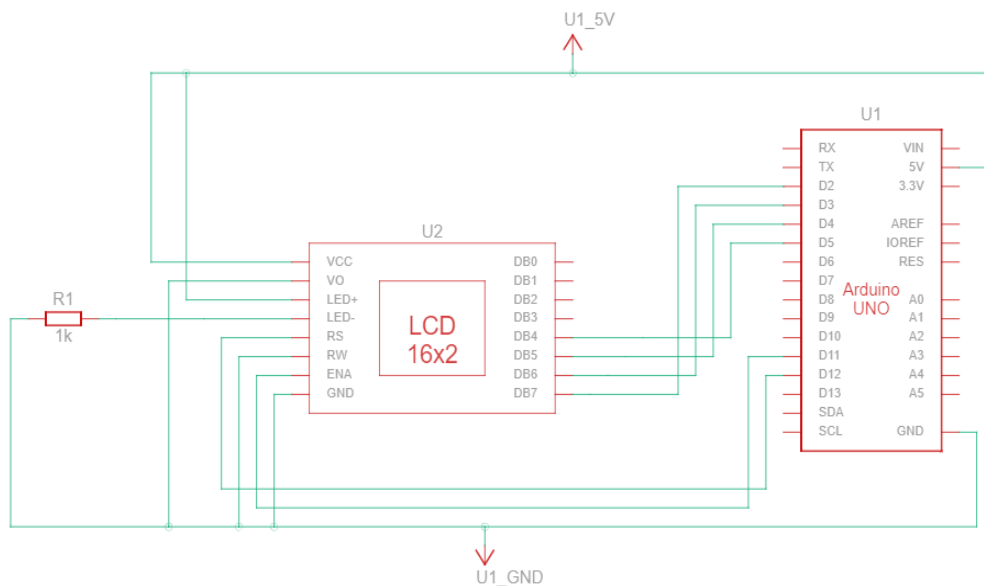 U1_5V
U1
RX
TX
D2
D3
D4
D5
D6
D7
D8
D9
D10
D11
D12
D13
SDA
SCL
VIN
5V
3.3V
AREF
IOREF
RES
A0
A1
A2
A3
A4
A5
GND
Arduino
UNO
U2
VCC
VO
LED+
LED-
RS
RW
ENA
GND
LCD
16x2
DB0
DB1
DB2
DB3
DB4
DB5
DB6
DB7
R1
1k
U1_GND